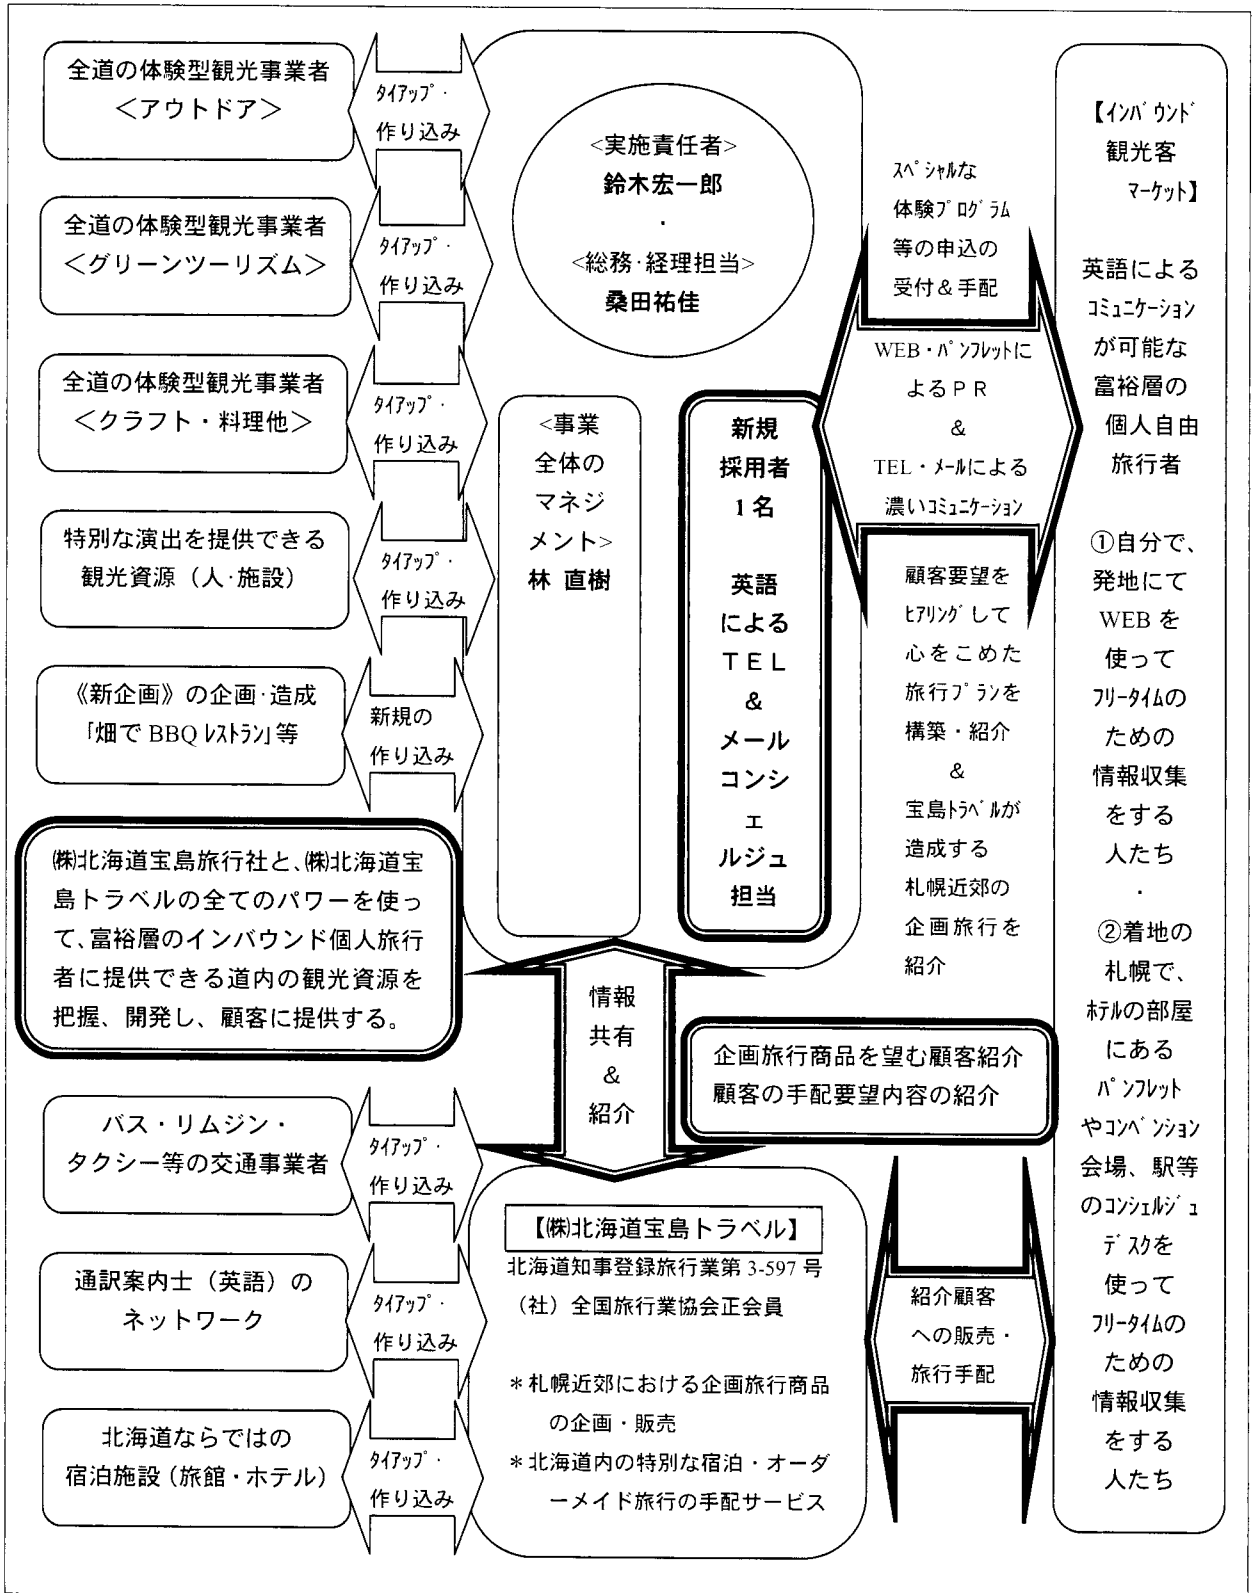 全道の体験型観光事業者
＜アウトドア＞
ﾀｲｱｯﾌﾟ・
作り込み
全道の体験型観光事業者
＜グリーンツーリズム＞
ﾀｲｱｯﾌﾟ・
作り込み
全道の体験型観光事業者
＜クラフト・料理他＞
ﾀｲｱｯﾌﾟ・
作り込み
特別な演出を提供できる
観光資源（人･施設）
ﾀｲｱｯﾌﾟ・
作り込み
《新企画》の企画･造成
「畑で BBQ ﾚｽﾄﾗﾝ」等
新規の
作り込み
㈱北海道宝島旅行社と、㈱北海道宝
島トラベルの全てのパワーを使っ
て、富裕層のインバウンド個人旅行
者に提供できる道内の観光資源を
把握、開発し、顧客に提供する。
<実施責任者>
鈴木宏一郎
・
<総務･経理担当>
桑田祐佳
<事業
全体の
マネジ
メント>
林 直樹
新規
採用者
1 名
英語
による
ＴＥＬ
&
メール
コンシ
ェ
ルジュ
担当
ｽﾍﾟｼｬﾙな
体験ﾌﾟﾛｸﾞﾗﾑ
等の申込の
受付＆手配
WEB・ﾊﾟﾝﾌﾚｯﾄに
よるＰＲ
&
TEL・ﾒｰﾙによる
濃いｺﾐｭﾆｹｰｼｮﾝ
顧客要望を
ﾋｱﾘﾝｸﾞして
心をこめた
旅行ﾌﾟﾗﾝを
構築・紹介
&
宝島ﾄﾗﾍﾞﾙが
造成する
札幌近郊の
企画旅行を
紹介
【ｲﾝﾊﾞｳﾝﾄﾞ
観光客
ﾏｰｹｯﾄ】
英語による
ｺﾐｭﾆｹｰｼｮﾝ
が可能な
富裕層の
個人自由
旅行者
①自分で、
発地にて
WEB を
使って
ﾌﾘｰﾀｲﾑの
ための
情報収集
をする
人たち
・
②着地の
札幌で、
ﾎﾃﾙの部屋
にある
ﾊﾟﾝﾌﾚｯﾄ
やｺﾝﾍﾞﾝｼｮﾝ
会場、駅等
のｺﾝｼｪﾙｼﾞｭ
ﾃﾞｽｸを
使って
ﾌﾘｰﾀｲﾑの
ための
情報収集
をする
人たち
情報
共有
&
紹介
企画旅行商品を望む顧客紹介
顧客の手配要望内容の紹介
バス・リムジン・
タクシー等の交通事業者
ﾀｲｱｯﾌﾟ・
作り込み
通訳案内士（英語）の
ネットワーク
ﾀｲｱｯﾌﾟ・
作り込み
北海道ならではの
宿泊施設（旅館・ホテル）
ﾀｲｱｯﾌﾟ・
作り込み
【㈱北海道宝島トラベル】
北海道知事登録旅行業第 3-597 号
（社）全国旅行業協会正会員
＊札幌近郊における企画旅行商品
の企画・販売
＊北海道内の特別な宿泊・オーダ
ーメイド旅行の手配サービス
紹介顧客
への販売・
旅行手配